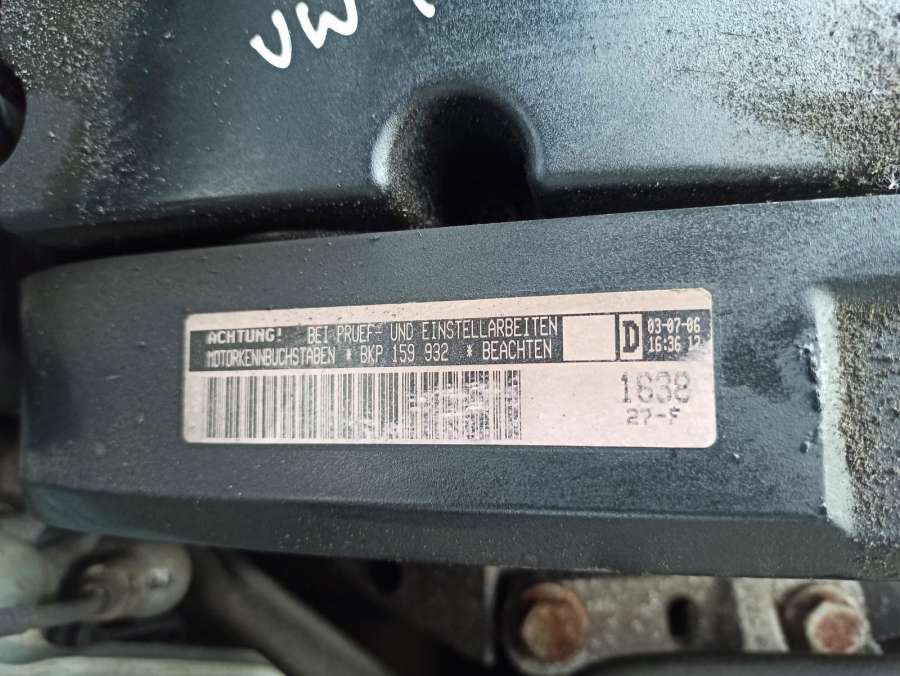 VW
ACHTUNG! BEI PRUEF- UND EINSTELLARBEITEN
MOTORKENNBUCHSTABEN * BKP 159 932 * BEACHTEN
D
03-07-06
16:36 12
1638
27-F